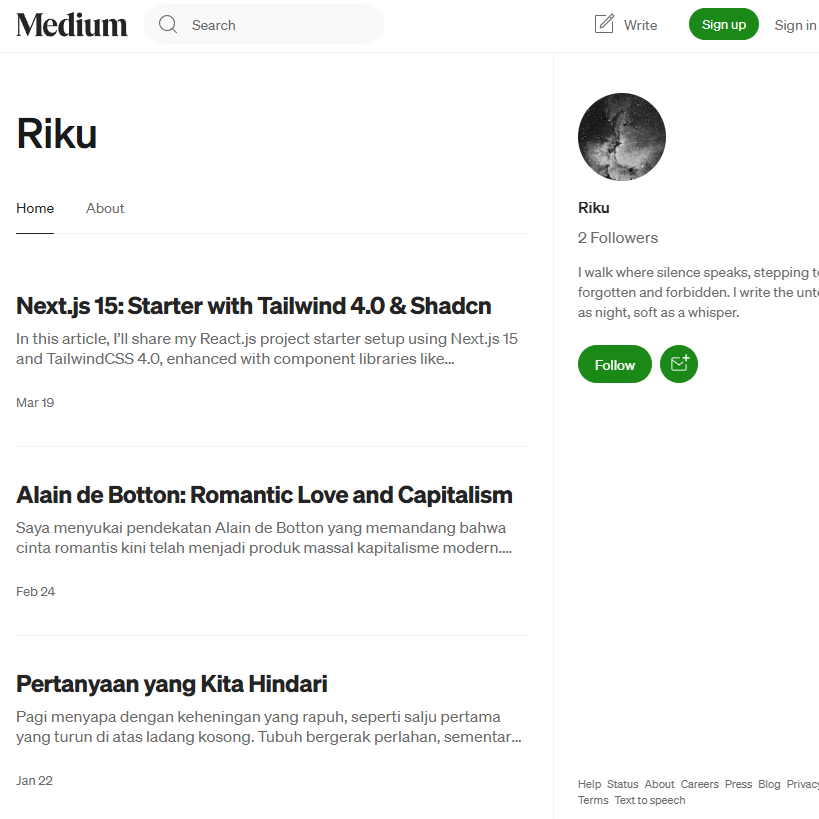 Medium
Search
Write
Sign up
Sign in
Riku
Home
About
Next.js 15: Starter with Tailwind 4.0 & Shadcn
In this article, I’ll share my React.js project starter setup using Next.js 15
and TailwindCSS 4.0, enhanced with component libraries like…
Mar 19
Alain de Botton: Romantic Love and Capitalism
Saya menyukai pendekatan Alain de Botton yang memandang bahwa
cinta romantis kini telah menjadi produk massal kapitalisme modern.…
Feb 24
Pertanyaan yang Kita Hindari
Pagi menyapa dengan keheningan yang rapuh, seperti salju pertama
yang turun di atas ladang kosong. Tubuh bergerak perlahan, sementar…
Jan 22
Riku
2 Followers
I walk where silence speaks, stepping
forgotten and forbidden. I write the
as night, soft as a whisper.
Follow
Help Status About Careers Press Blog Privacy
Terms Text to speech